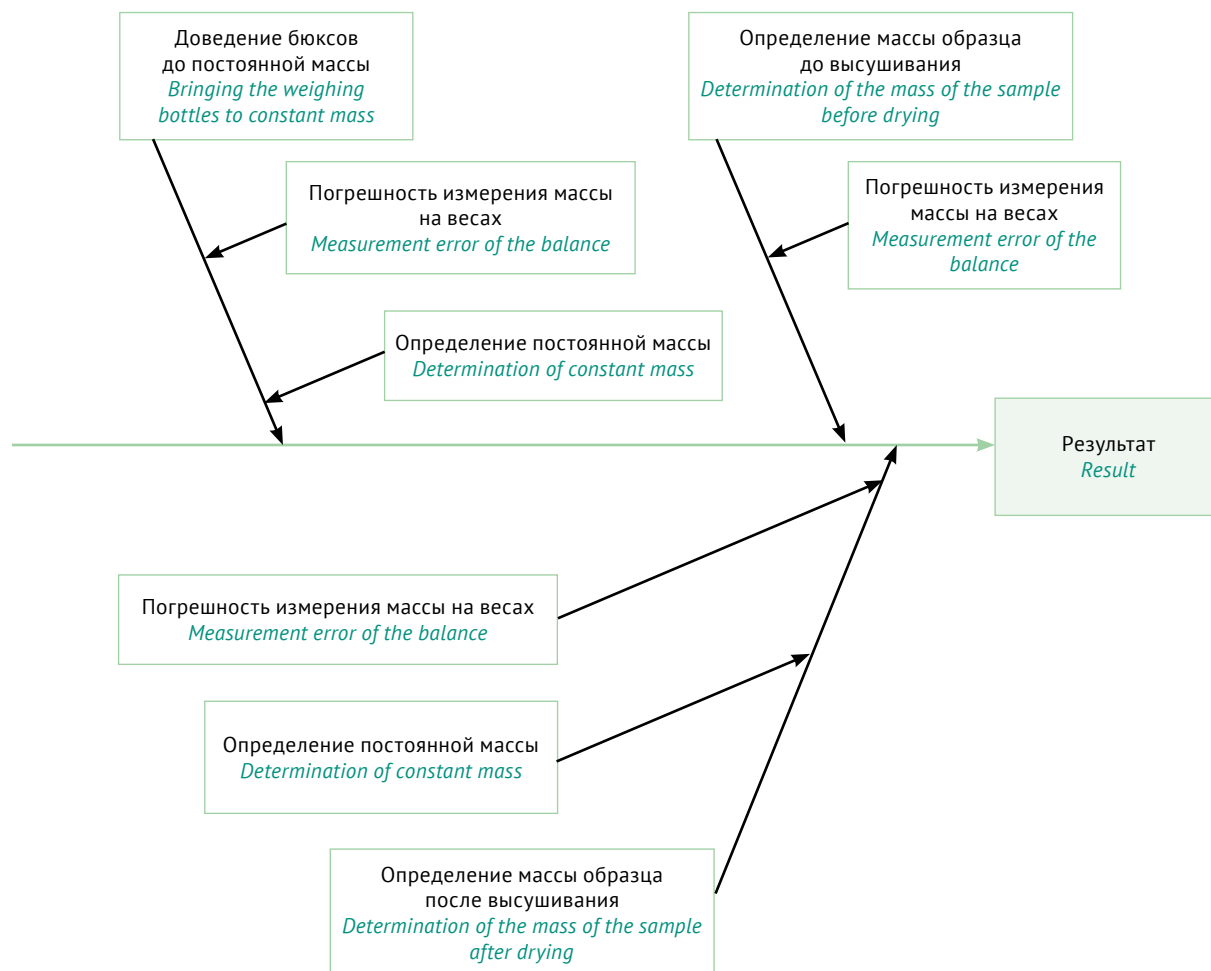 Доведение бюксов
до постоянной массы
Bringing the weighing
bottles to constant mass
Определение массы образца
до высушивания
Determination of the mass of the sample
before drying
Погрешность измерения массы
на весах
Measurement error of the balance
Погрешность измерения
массы на весах
Measurement error of the
balance
Определение постоянной массы
Determination of constant mass
Результат
Result
Погрешность измерения массы на весах
Measurement error of the balance
Определение постоянной массы
Determination of constant mass
Определение массы образца
после высушивания
Determination of the mass of the sample
after drying